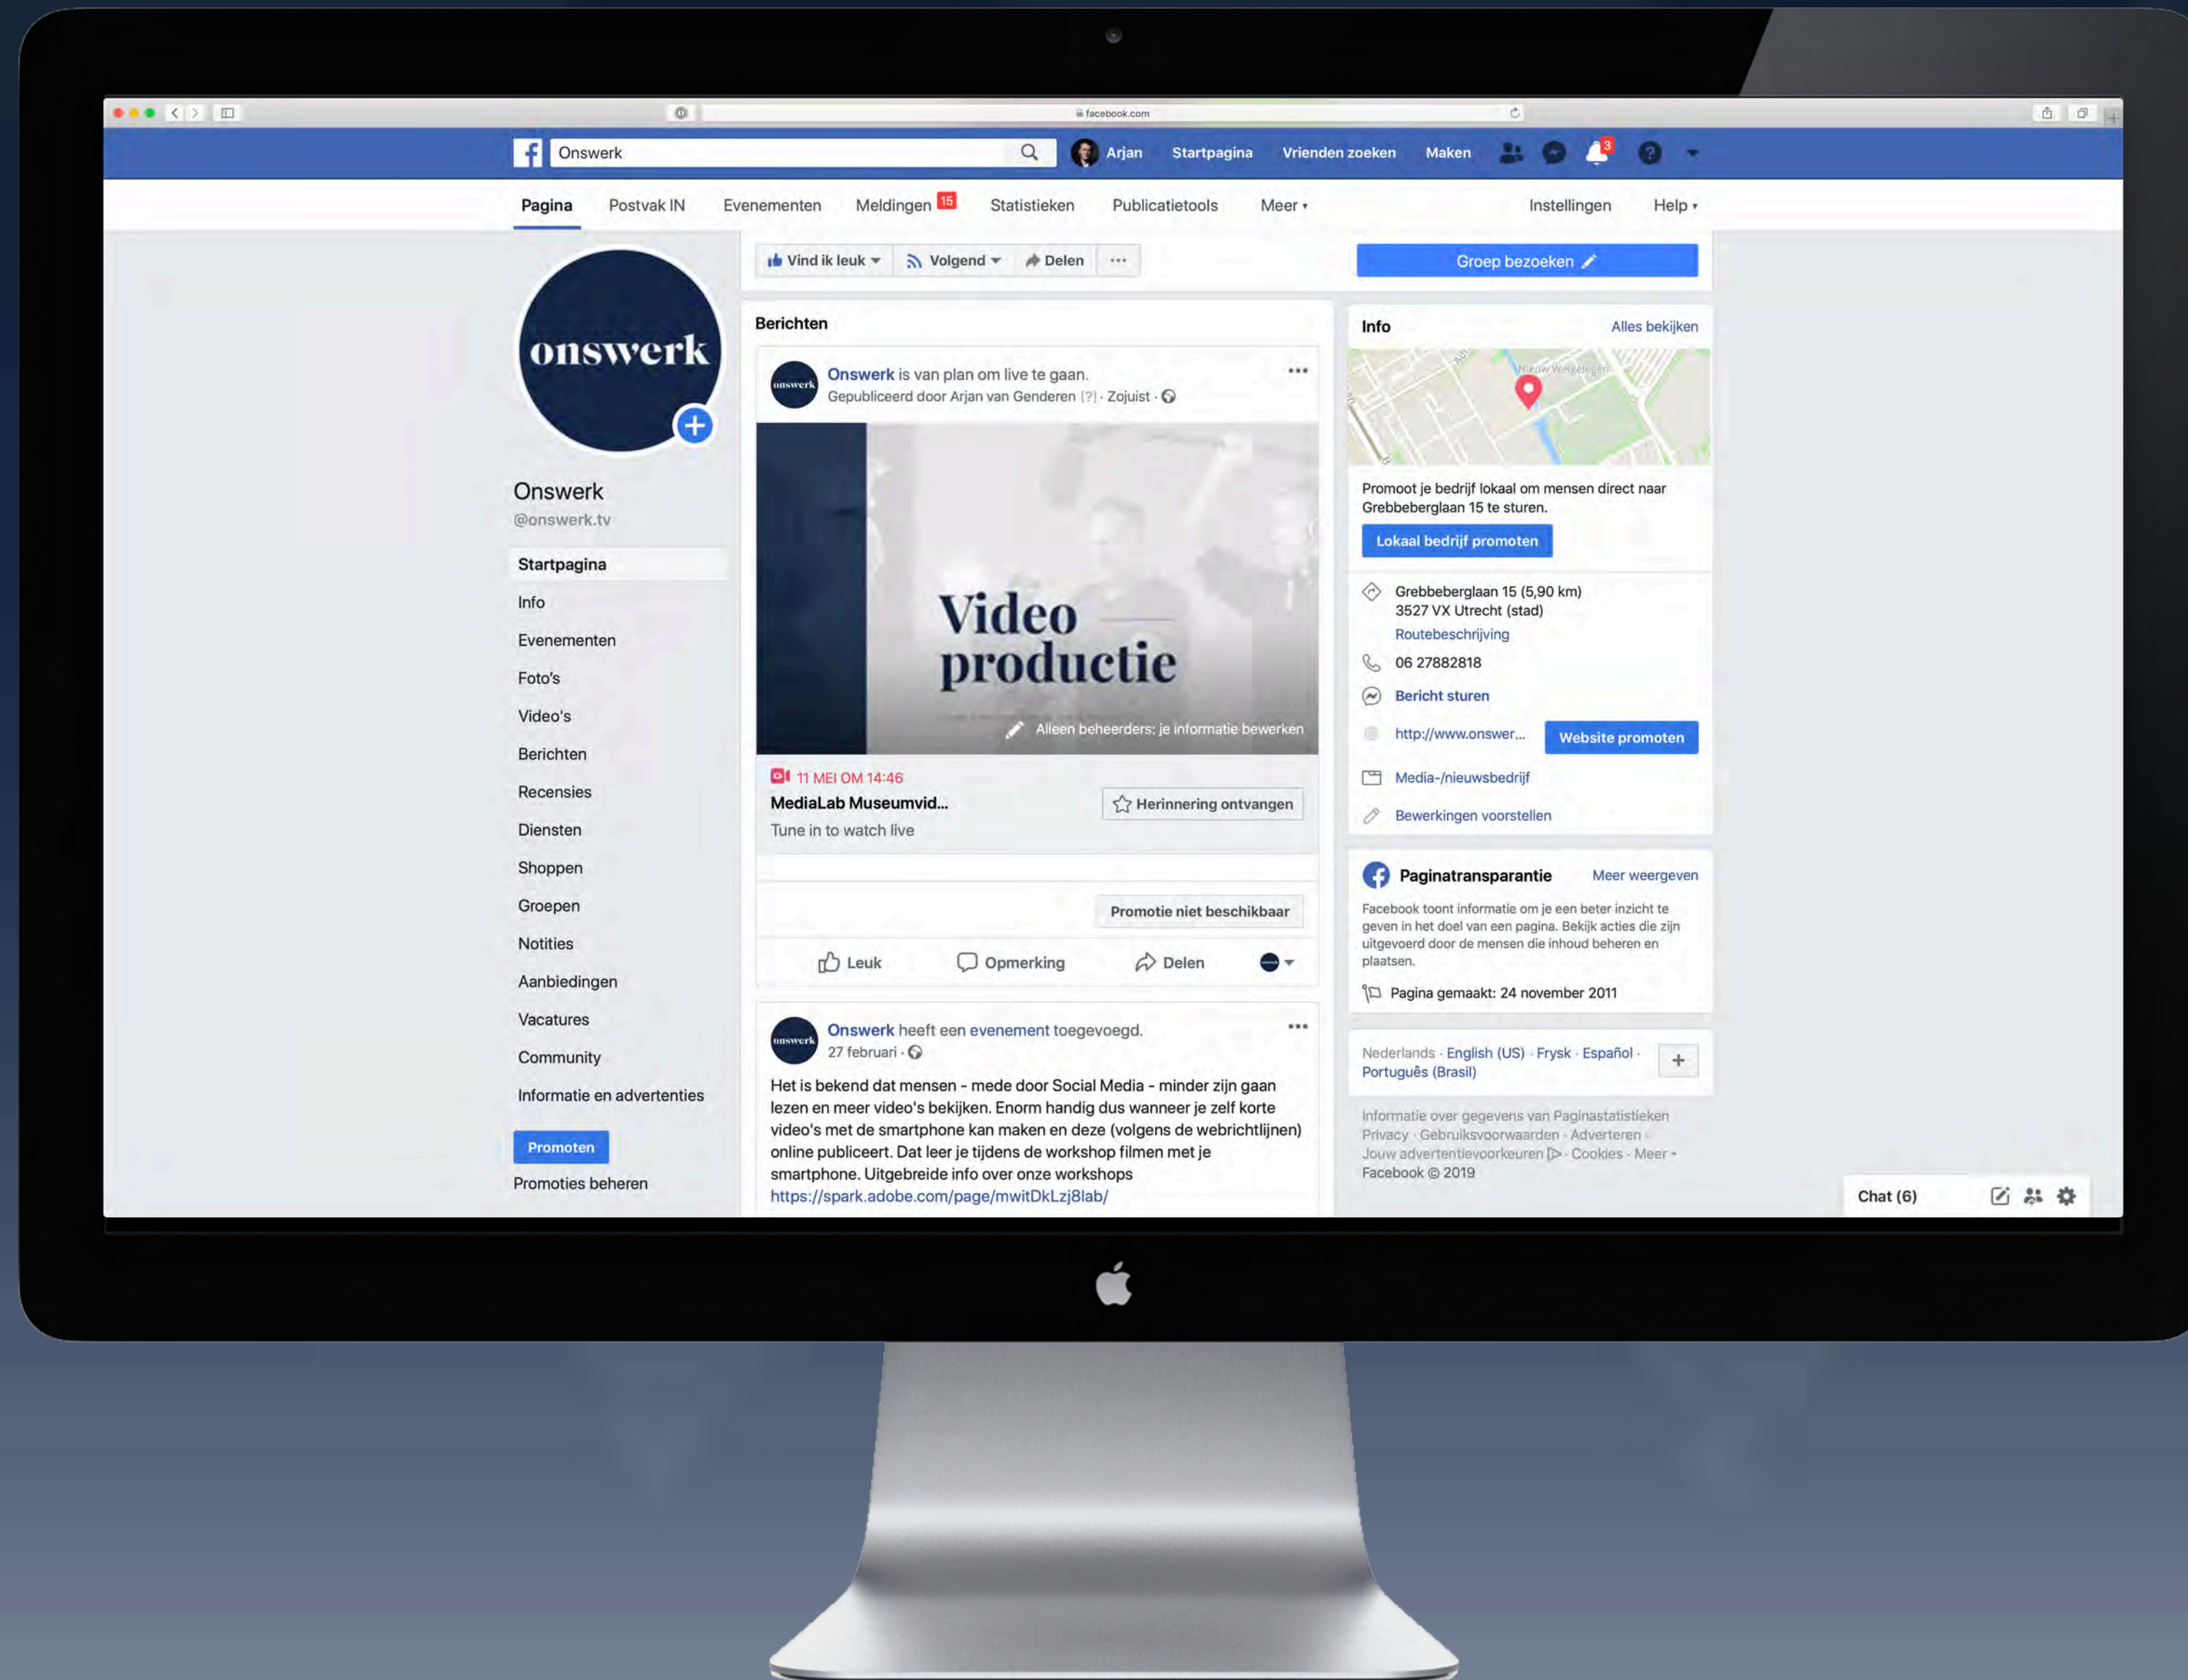 facebook.com
Onswerk
Arjan Startpagina Vrienden zoeken Maken 3
Pagina Postvak IN Evenementen Meldingen 15 Statistieken Publicatietools Meer Instellingen Help
onswerk
Onswerk
@onswerk.tv
Startpagina
Info
Evenementen
Foto's
Video's
Berichten
Recensies
Diensten
Shoppen
Groepen
Notities
Aanbiedingen
Vacatures
Community
Informatie en advertenties
Promoten
Promoties beheren
Vind ik leuk Volgend Delen ...
Groep bezoeken
Berichten
onswerk
Onswerk is van plan om live te gaan.
Gepubliceerd door Arjan van Genderen [?] · Zojuist ·
Video
productie
Alleen beheerders: je informatie bewerken
11 MEI OM 14:46
MediaLab Museumvid...
Herinnering ontvangen
Tune in to watch live
Promotie niet beschikbaar
Leuk Opmerking Delen
onswerk
Onswerk heeft een evenement toegevoegd.
27 februari ·
Het is bekend dat mensen - mede door Social Media - minder zijn gaan
lezen en meer video's bekijken. Enorm handig dus wanneer je zelf korte
video's met de smartphone kan maken en deze (volgens de webrichtlijnen)
online publiceert. Dat leer je tijdens de workshop filmen met je
smartphone. Uitgebreide info over onze workshops
https://spark.adobe.com/page/mwitDkLzj8lab/
Info Alles bekijken
Nieuw Welgelegen
Promoot je bedrijf lokaal om mensen direct naar
Grebbeberglaan 15 te sturen.
Lokaal bedrijf promoten
Grebbeberglaan 15 (5,90 km)
3527 VX Utrecht (stad)
Routebeschrijving
06 27882818
Bericht sturen
http://www.onswer... Website promoten
Media-/nieuwsbedrijf
Bewerkingen voorstellen
Paginatransparantie Meer weergeven
Facebook toont informatie om je een beter inzicht te
geven in het doel van een pagina. Bekijk acties die zijn
uitgevoerd door de mensen die inhoud beheren en
plaatsen.
Pagina gemaakt: 24 november 2011
Nederlands · English (US) · Frysk · Español ·
Português (Brasil)
Informatie over gegevens van Paginastatistieken
Privacy · Gebruiksvoorwaarden · Adverteren ·
Jouw advertentievoorkeuren · Cookies · Meer
Facebook © 2019
Chat (6)